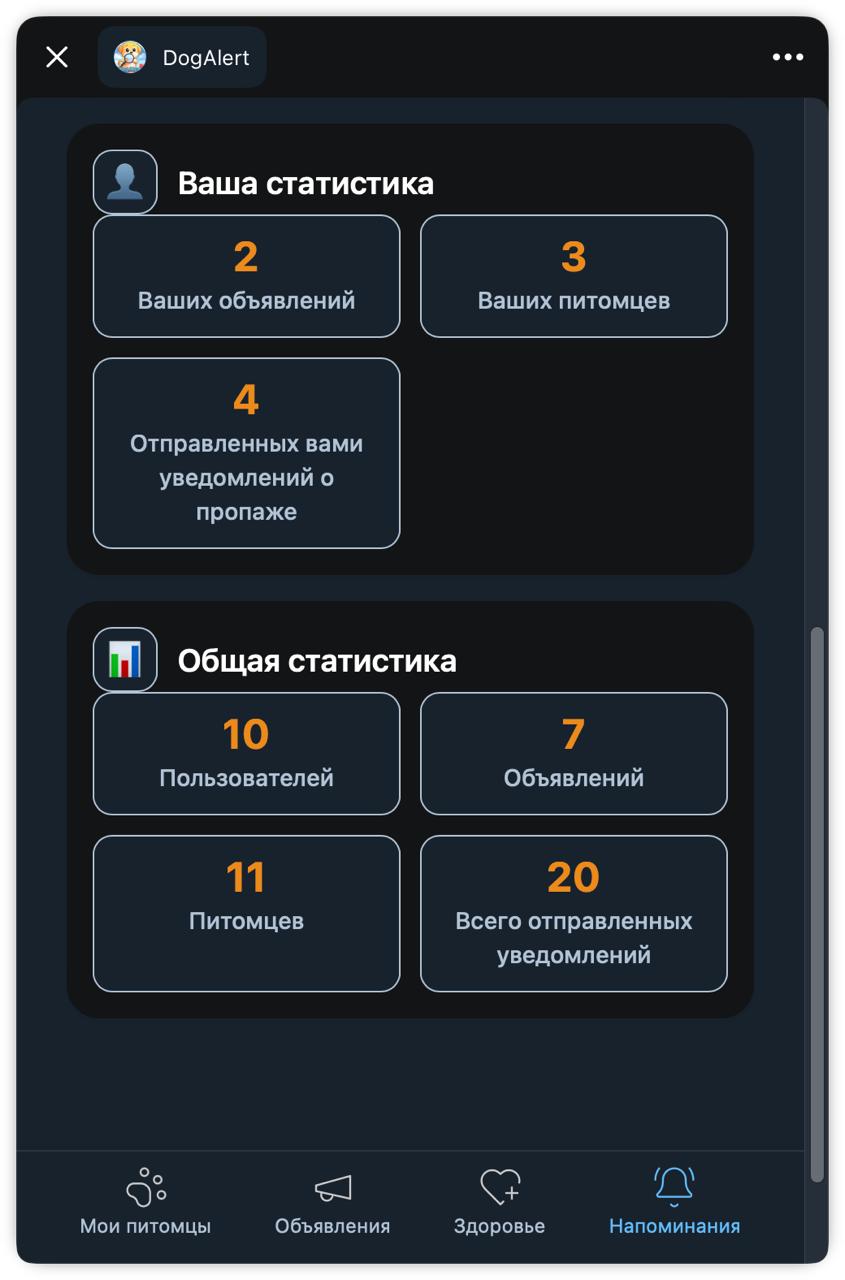 DogAlert
Ваша статистика
2
Ваших объявлений
3
Ваших питомцев
4
Отправленных вами
уведомлений о
пропаже
Общая статистика
10
Пользователей
7
Объявлений
11
Питомцев
20
Всего отправленных
уведомлений
Мои питомцы
Объявления
Здоровье
Напоминания